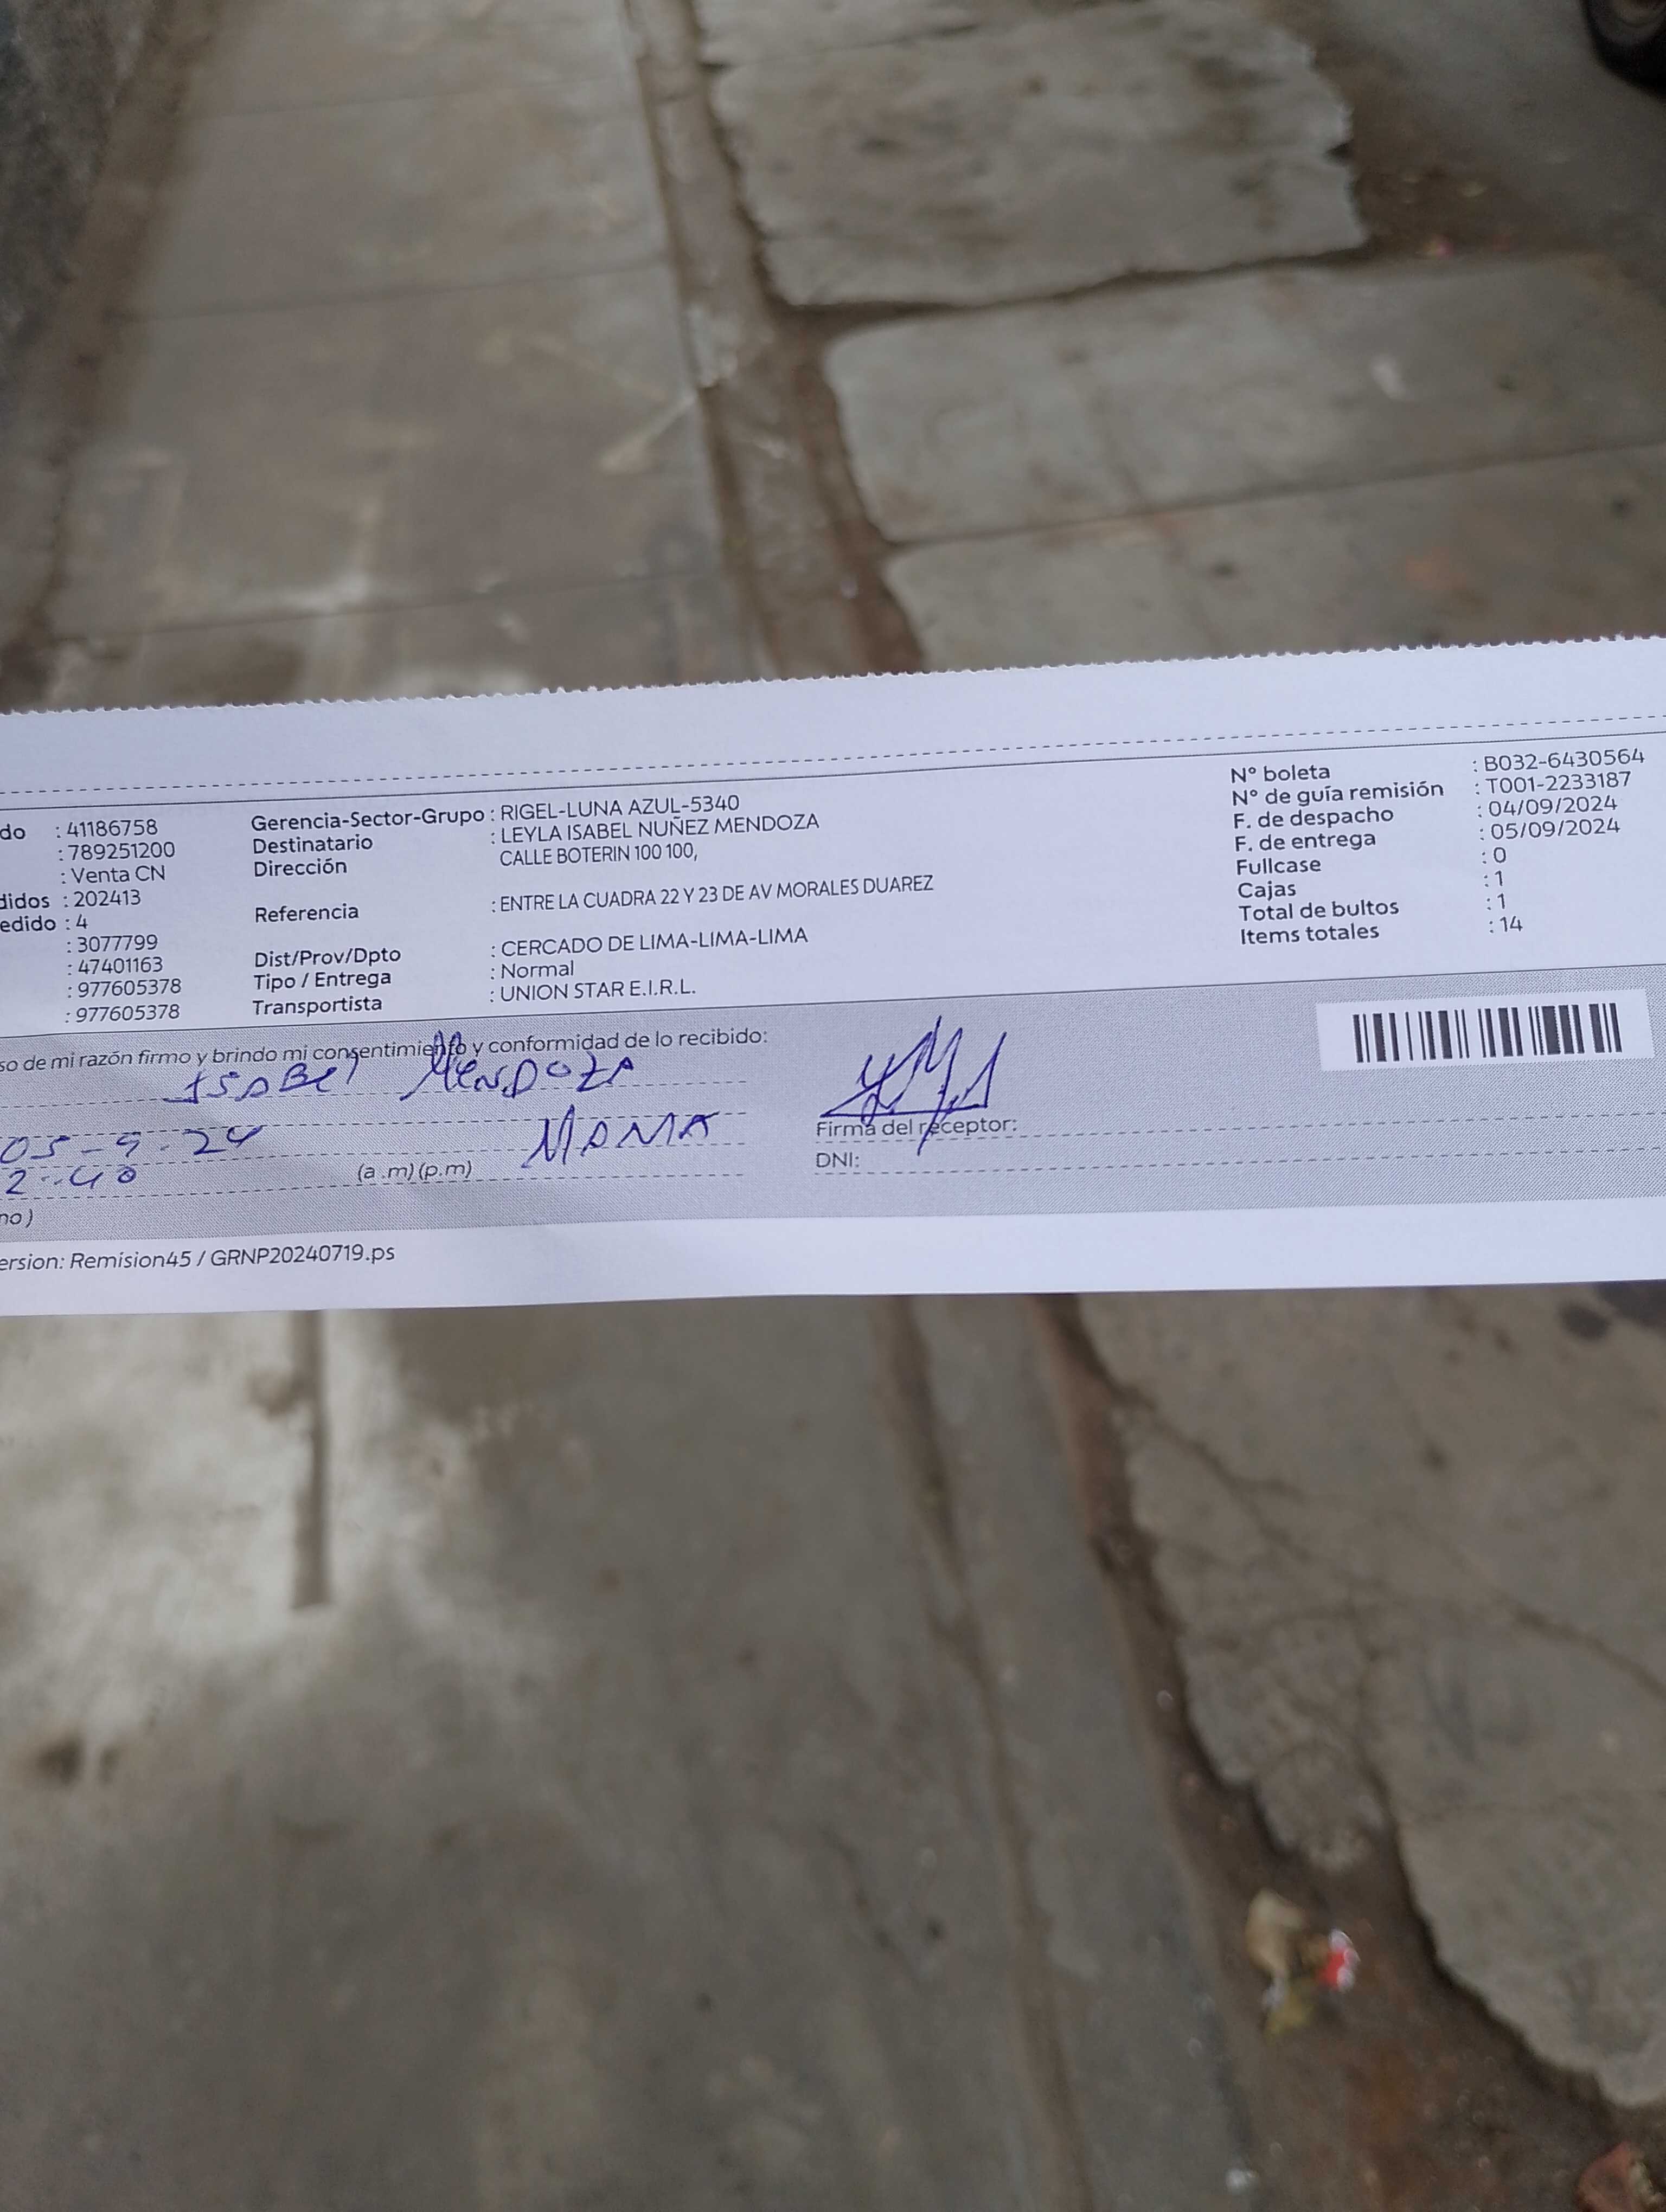 do : 41186758 Gerencia-Sector-Grupo : RIGEL-LUNA AZUL-5340 N° boleta : B032-6430564
: 789251200 Destinatario : LEYLA ISABEL NUÑEZ MENDOZA N° de guía remisión : T001-2233187
: Venta CN Dirección CALLE BOTERIN 100 100, F. de despacho : 04/09/2024
didos : 202413 F. de entrega : 05/09/2024
edido : 4 Referencia : ENTRE LA CUADRA 22 Y 23 DE AV MORALES DUAREZ Fullcase : 0
: 3077799 Cajas : 1
: 47401163 Dist/Prov/Dpto : CERCADO DE LIMA-LIMA-LIMA Total de bultos : 1
: 977605378 Tipo / Entrega : Normal Items totales : 14
: 977605378 Transportista : UNION STAR E.I.R.L.
so de mi razón firmo y brindo mi consentimiento y conformidad de lo recibido:
ISABEL MENDOZA
05-9-24 MAMA Firma del receptor:
2:40 (a.m) (p.m) DNI:
no )
ersion: Remision45 / GRNP20240719.ps